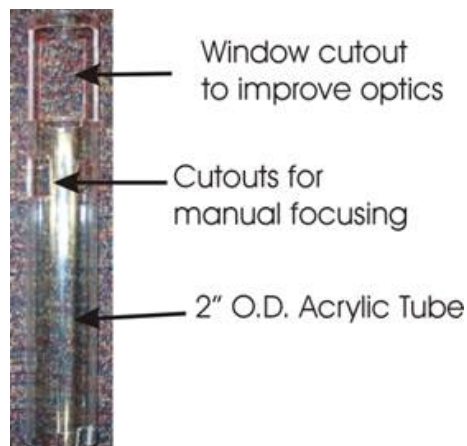 Window cutout
to improve optics
Cutouts for
manual focusing
2" O.D. Acrylic Tube